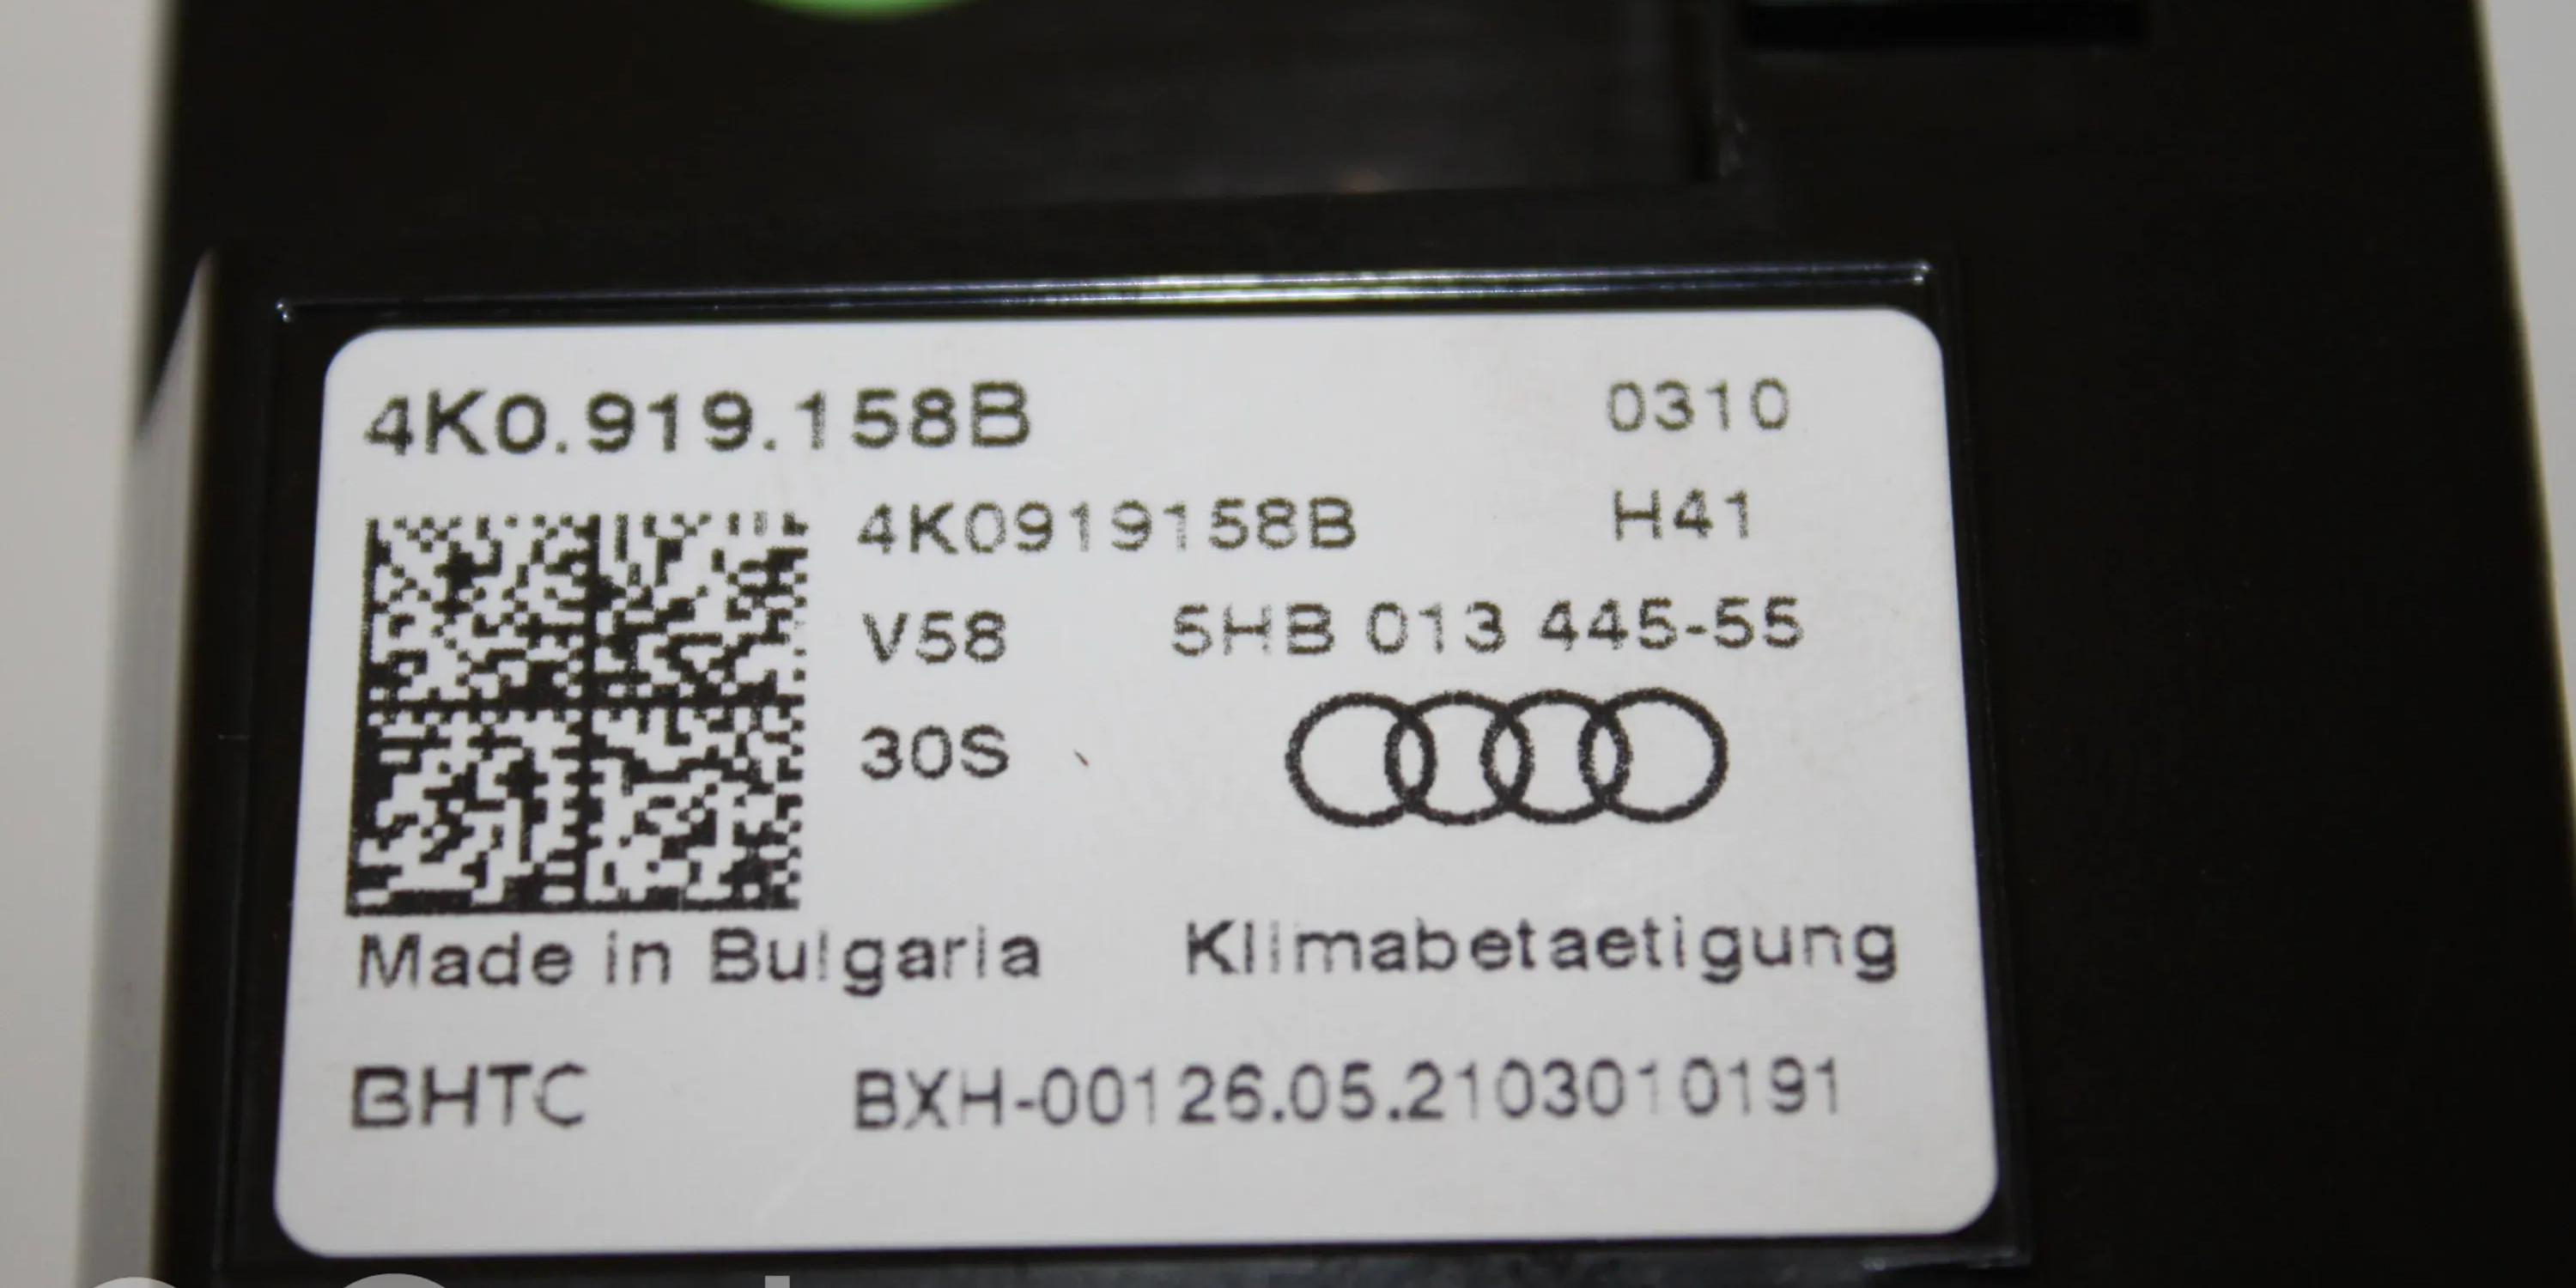 4K0.919.158B 0310
4K0919158B H41
V58 5HB 013 445-55
30S
Made in Bulgaria Klimabetaetigung
BHTC BXH-00126.05.2103010191